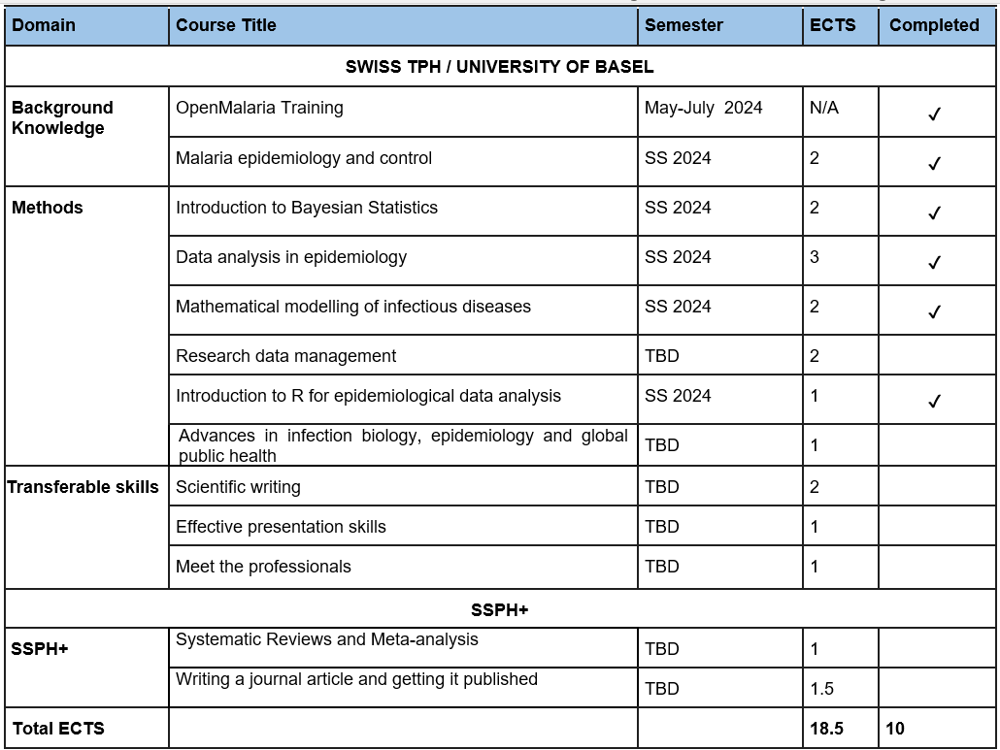 Domain Course Title Semester ECTS Completed
SWISS TPH / UNIVERSITY OF BASEL
Background Knowledge OpenMalaria Training May-July 2024 N/A ✓
Malaria epidemiology and control SS 2024 2 ✓
Methods Introduction to Bayesian Statistics SS 2024 2 ✓
Data analysis in epidemiology SS 2024 3 ✓
Mathematical modelling of infectious diseases SS 2024 2 ✓
Research data management TBD 2
Introduction to R for epidemiological data analysis SS 2024 1 ✓
Advances in infection biology, epidemiology and global
public health TBD 1
Transferable skills Scientific writing TBD 2
Effective presentation skills TBD 1
Meet the professionals TBD 1
SSPH+
SSPH+ Systematic Reviews and Meta-analysis TBD 1
Writing a journal article and getting it published TBD 1.5
Total ECTS 18.5 10